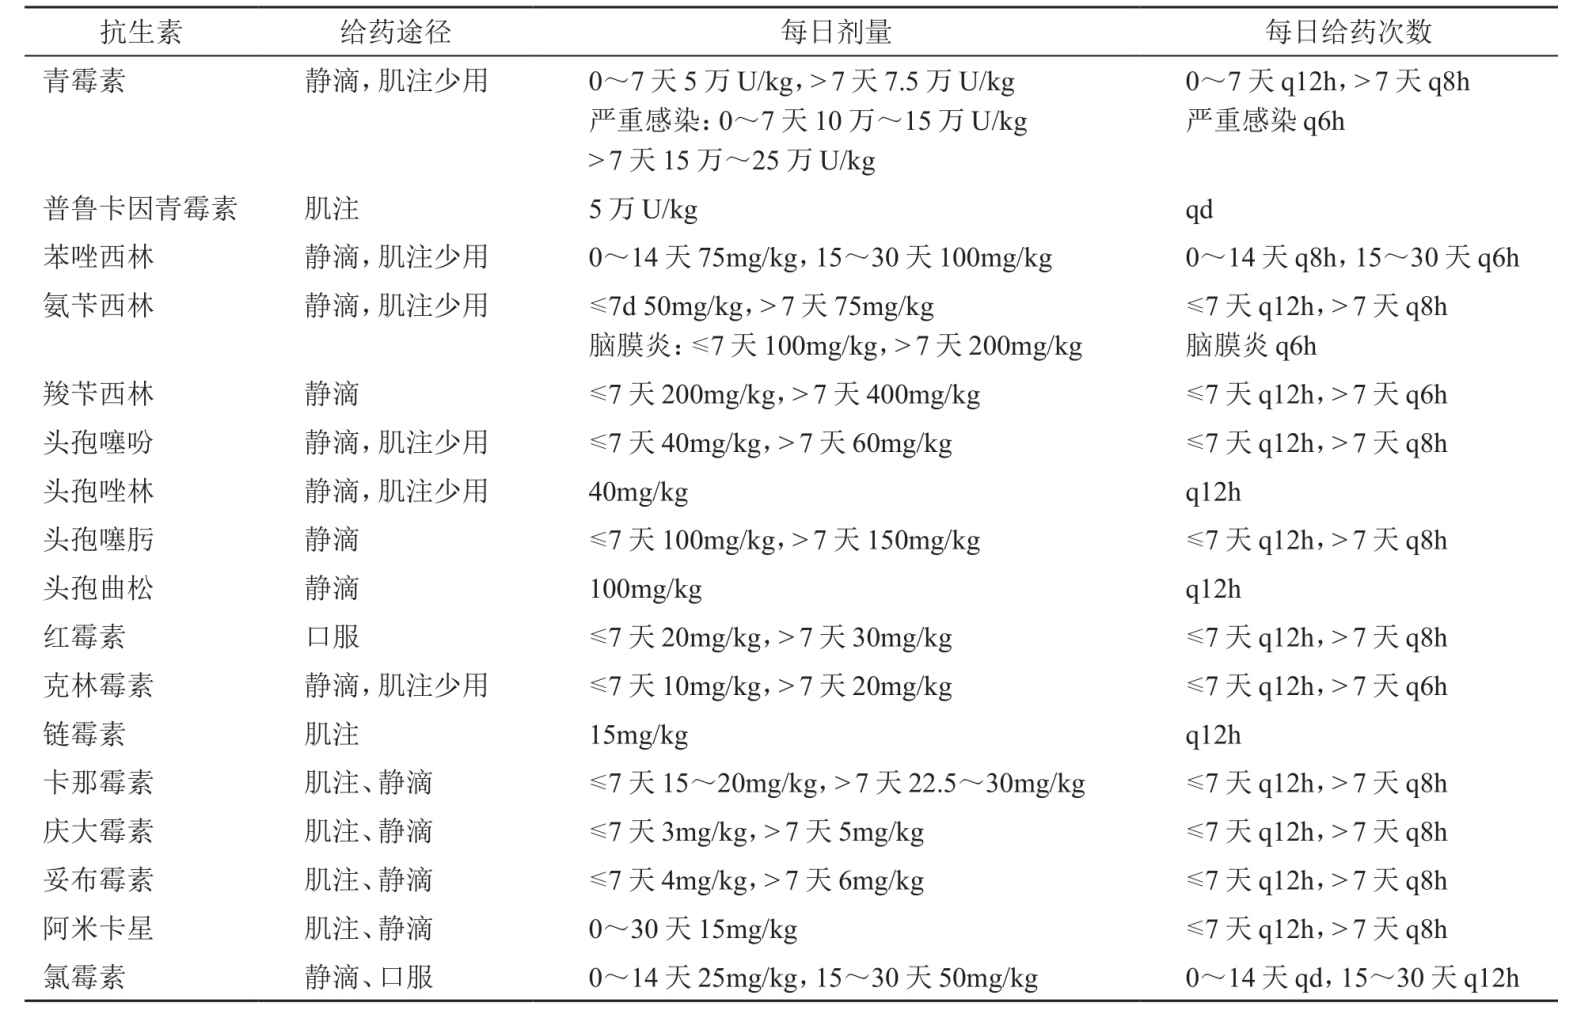 抗生素 给药途径 每日剂量 每日给药次数
青霉素 静滴，肌注少用 0～7 天 5 万 U/kg，> 7 天 7.5 万 U/kg 0～7 天 q12h，> 7 天 q8h
严重感染：0～7 天 10 万～15 万 U/kg 严重感染 q6h
> 7 天 15 万～25 万 U/kg
普鲁卡因青霉素 肌注 5 万 U/kg qd
苯唑西林 静滴，肌注少用 0～14 天 75mg/kg，15～30 天 100mg/kg 0～14 天 q8h，15～30 天 q6h
氨苄西林 静滴，肌注少用 ≤7d 50mg/kg，> 7 天 75mg/kg ≤7 天 q12h，> 7 天 q8h
脑膜炎：≤7 天 100mg/kg，> 7 天 200mg/kg 脑膜炎 q6h
羧苄西林 静滴 ≤7 天 200mg/kg，> 7 天 400mg/kg ≤7 天 q12h，> 7 天 q6h
头孢噻吩 静滴，肌注少用 ≤7 天 40mg/kg，> 7 天 60mg/kg ≤7 天 q12h，> 7 天 q8h
头孢唑林 静滴，肌注少用 40mg/kg q12h
头孢噻肟 静滴 ≤7 天 100mg/kg，> 7 天 150mg/kg ≤7 天 q12h，> 7 天 q8h
头孢曲松 静滴 100mg/kg q12h
红霉素 口服 ≤7 天 20mg/kg，> 7 天 30mg/kg ≤7 天 q12h，> 7 天 q8h
克林霉素 静滴，肌注少用 ≤7 天 10mg/kg，> 7 天 20mg/kg ≤7 天 q12h，> 7 天 q6h
链霉素 肌注 15mg/kg q12h
卡那霉素 肌注、静滴 ≤7 天 15～20mg/kg，> 7 天 22.5～30mg/kg ≤7 天 q12h，> 7 天 q8h
庆大霉素 肌注、静滴 ≤7 天 3mg/kg，> 7 天 5mg/kg ≤7 天 q12h，> 7 天 q8h
妥布霉素 肌注、静滴 ≤7 天 4mg/kg，> 7 天 6mg/kg ≤7 天 q12h，> 7 天 q8h
阿米卡星 肌注、静滴 0～30 天 15mg/kg ≤7 天 q12h，> 7 天 q8h
氯霉素 静滴、口服 0～14 天 25mg/kg，15～30 天 50mg/kg 0～14 天 qd，15～30 天 q12h